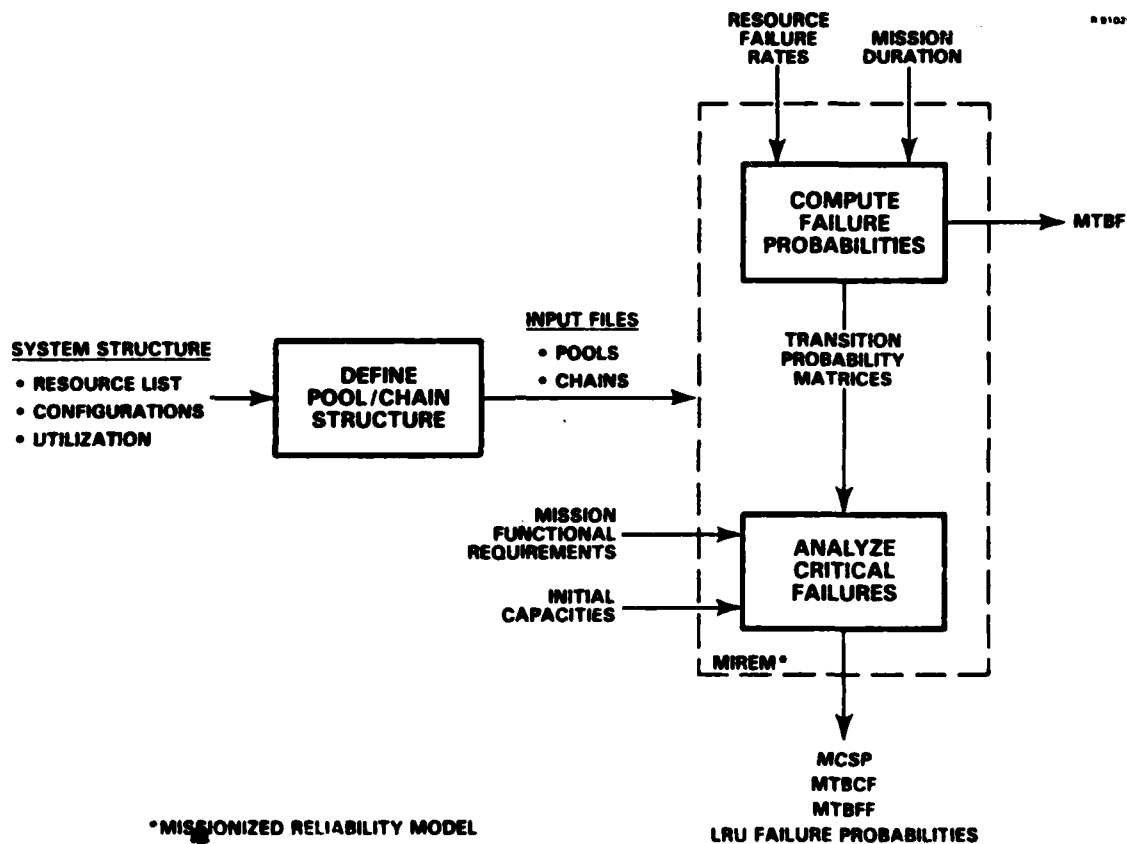 RESOURCE
FAILURE
RATES
MISSION
DURATION
COMPUTE
FAILURE
PROBABILITIES
MTBF
TRANSITION
PROBABILITY
MATRICES
SYSTEM STRUCTURE
• RESOURCE LIST
• CONFIGURATIONS
• UTILIZATION
DEFINE
POOL/CHAIN
STRUCTURE
INPUT FILES
• POOLS
• CHAINS
MISSION
FUNCTIONAL
REQUIREMENTS
INITIAL
CAPACITIES
ANALYZE
CRITICAL
FAILURES
MIREM*
MCSP
MTBCF
MTBFF
LRU FAILURE PROBABILITIES
*MISSIONIZED RELIABILITY MODEL